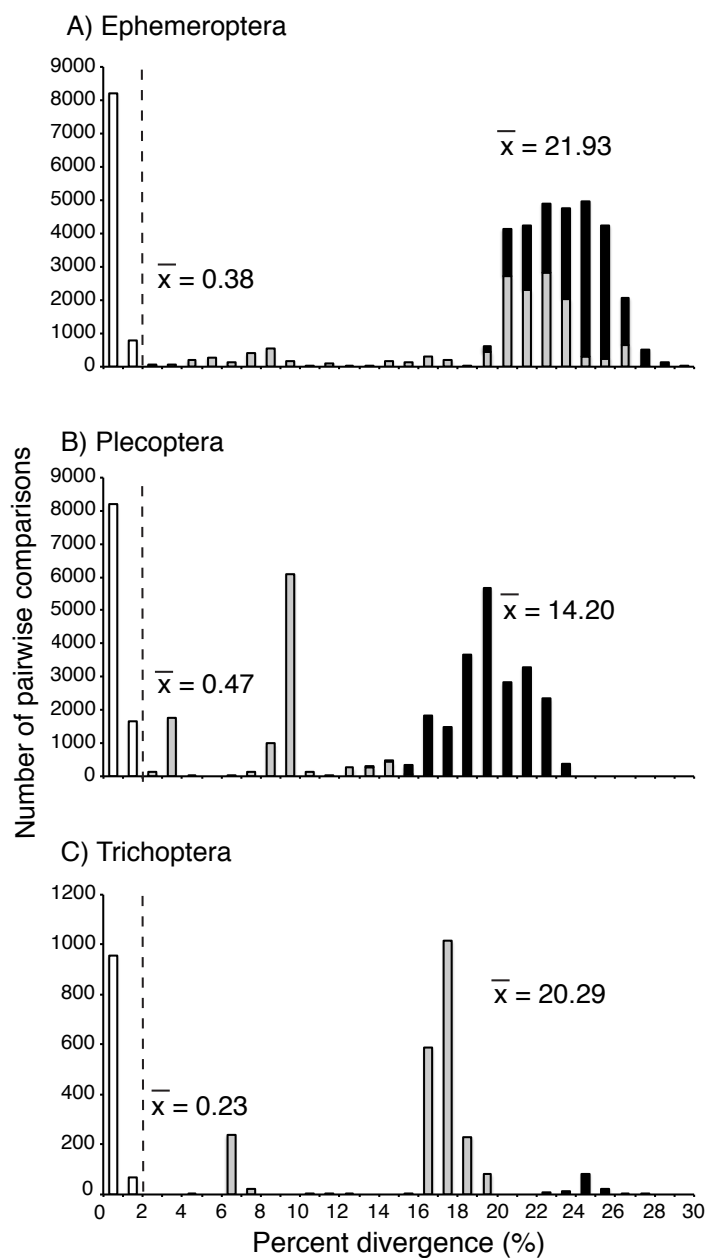 A) Ephemeroptera
9000
8000
7000
6000
5000
4000
3000
2000
1000
0
x̄ = 0.38
x̄ = 21.93
B) Plecoptera
9000
8000
7000
6000
5000
4000
3000
2000
1000
0
x̄ = 0.47
x̄ = 14.20
Number of pairwise comparisons
C) Trichoptera
1200
1000
800
600
400
200
0
x̄ = 0.23
x̄ = 20.29
0 2 4 6 8 10 12 14 16 18 20 22 24 26 28 30
Percent divergence (%)